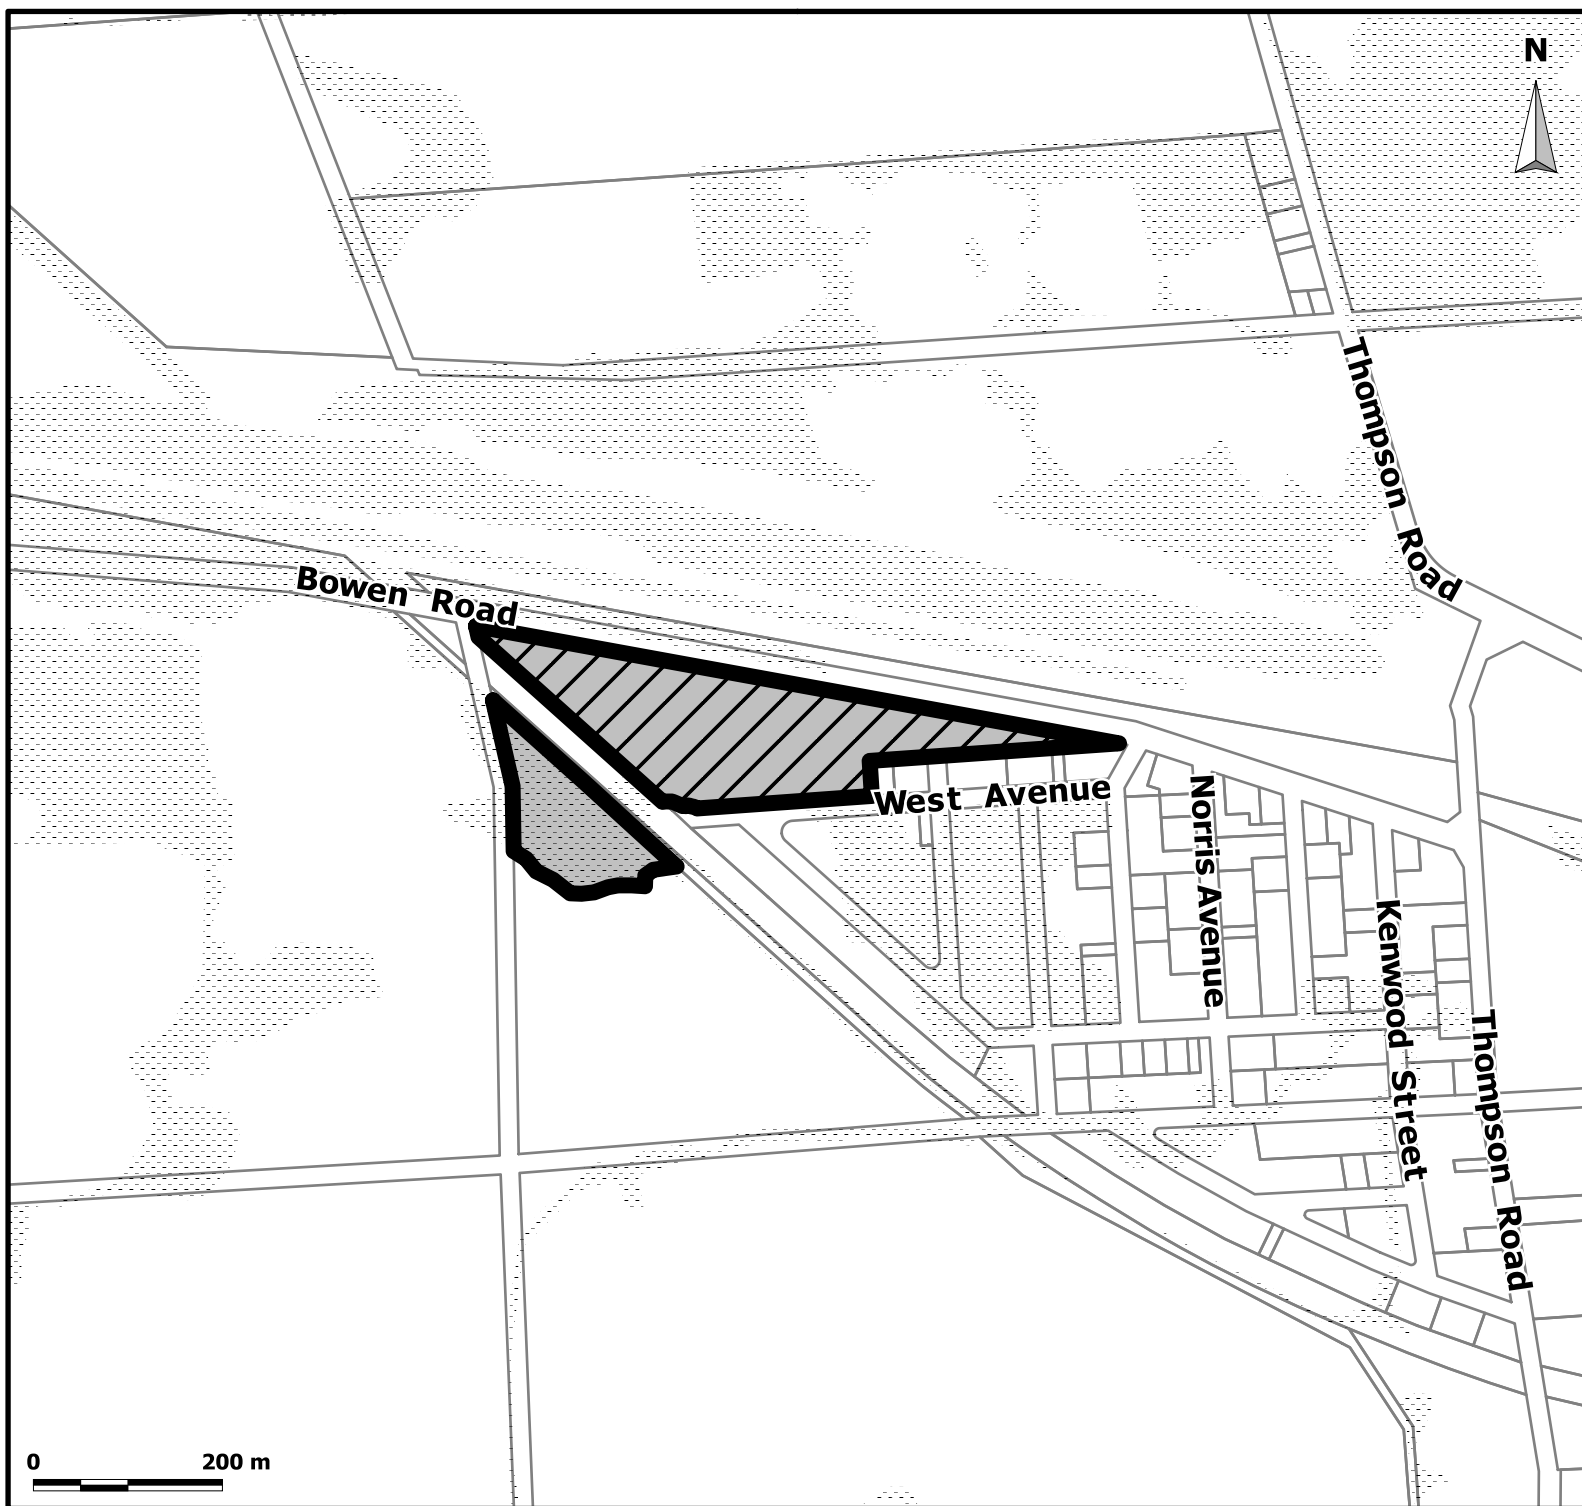 N
Thompson Road
Bowen Road
West Avenue
Norris Avenue
Kenwood Street
Thompson Road
0 200 m